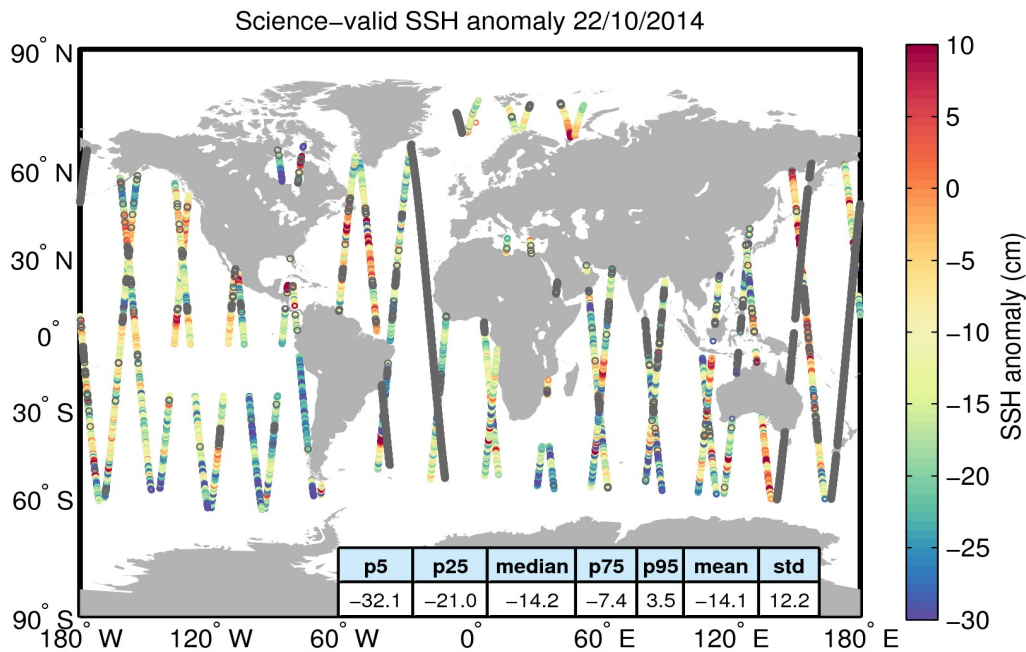 Science−valid SSH anomaly 22/10/2014
90° N
60° N
30° N
0°
30° S
60° S
90° S
180° W
120° W
60° W
0°
60° E
120° E
180° E
p5 p25 median p75 p95 mean std
−32.1 −21.0 −14.2 −7.4 3.5 −14.1 12.2
10
5
0
−5
−10
−15
−20
−25
−30
SSH anomaly (cm)